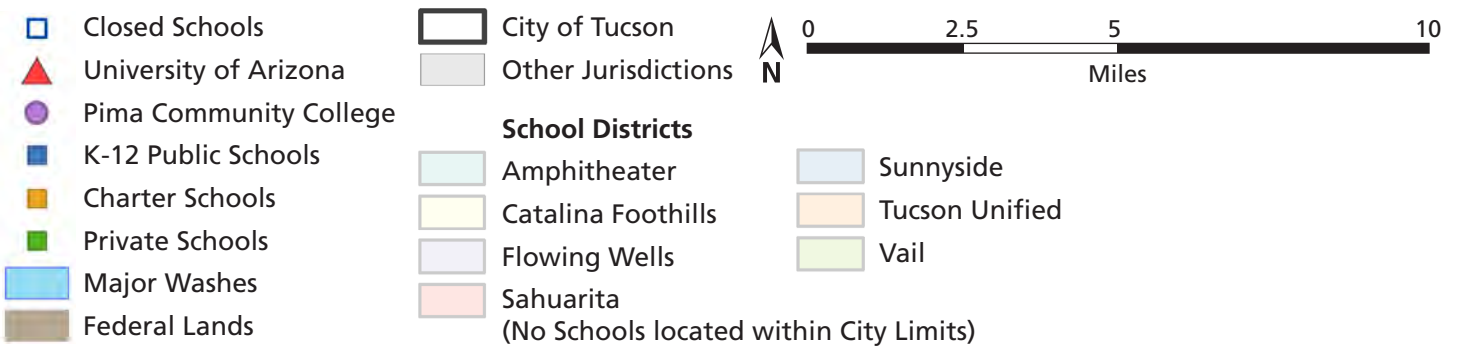 Closed Schools
University of Arizona
Pima Community College
K-12 Public Schools
Charter Schools
Private Schools
Major Washes
Federal Lands
City of Tucson
Other Jurisdictions
School Districts
Amphitheater
Catalina Foothills
Flowing Wells
Sahuarita
(No Schools located within City Limits)
Sunnyside
Tucson Unified
Vail
N
0 2.5 5 10
Miles